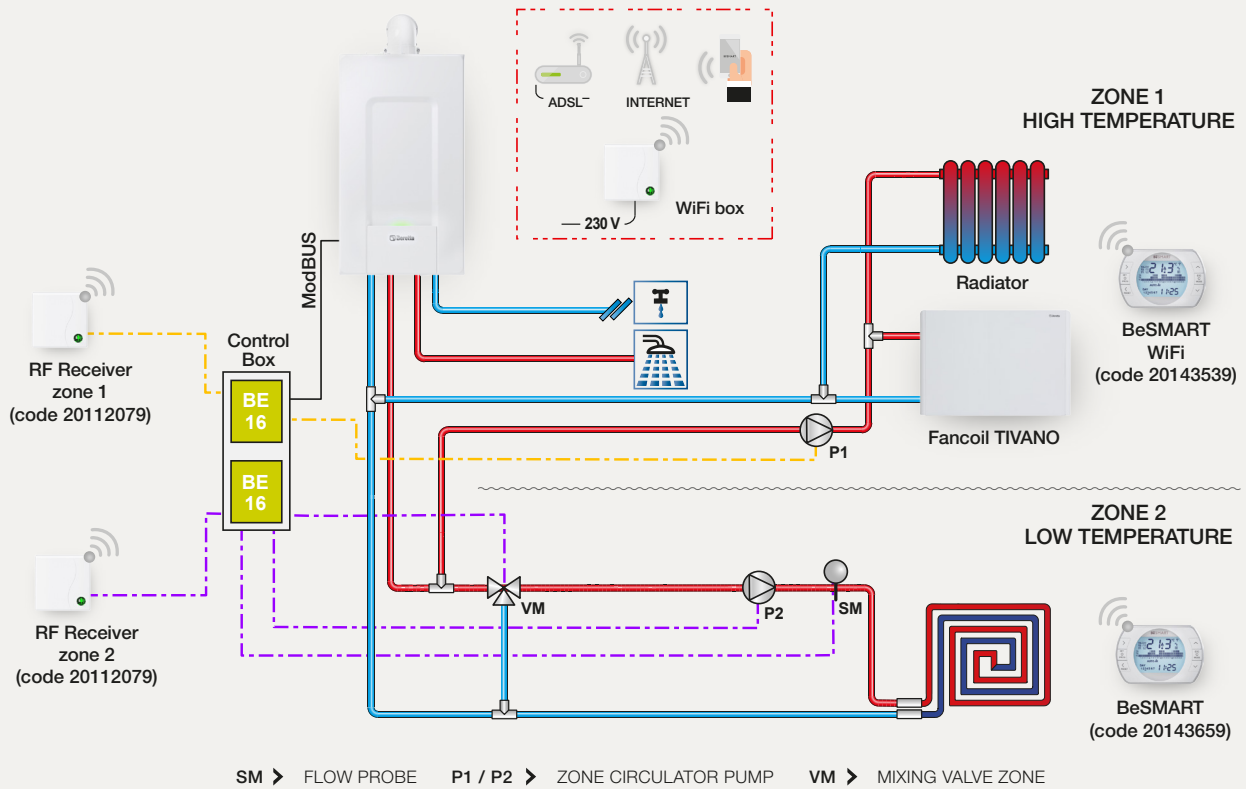 ADSL
INTERNET
230 V
WiFi box
ZONE 1
HIGH TEMPERATURE
Beretta
ModBUS
Radiator
BeSMART
WiFi
(code 20143539)
RF Receiver
zone 1
(code 20112079)
Control
Box
BE
16
BE
16
P1
Fancoil TIVANO
ZONE 2
LOW TEMPERATURE
RF Receiver
zone 2
(code 20112079)
VM
P2
SM
BeSMART
(code 20143659)
SM > FLOW PROBE P1 / P2 > ZONE CIRCULATOR PUMP VM > MIXING VALVE ZONE